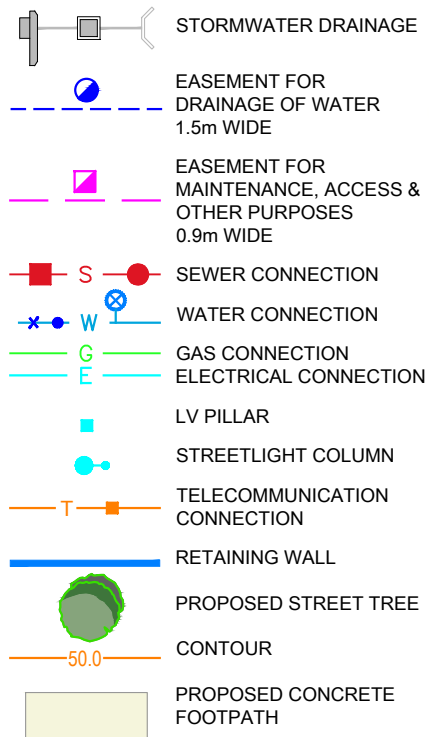 STORMWATER DRAINAGE
EASEMENT FOR
DRAINAGE OF WATER
1.5m WIDE
EASEMENT FOR
MAINTENANCE, ACCESS &
OTHER PURPOSES
0.9m WIDE
S SEWER CONNECTION
W WATER CONNECTION
G GAS CONNECTION
E ELECTRICAL CONNECTION
LV PILLAR
STREETLIGHT COLUMN
T TELECOMMUNICATION
CONNECTION
RETAINING WALL
PROPOSED STREET TREE
50.0 CONTOUR
PROPOSED CONCRETE
FOOTPATH